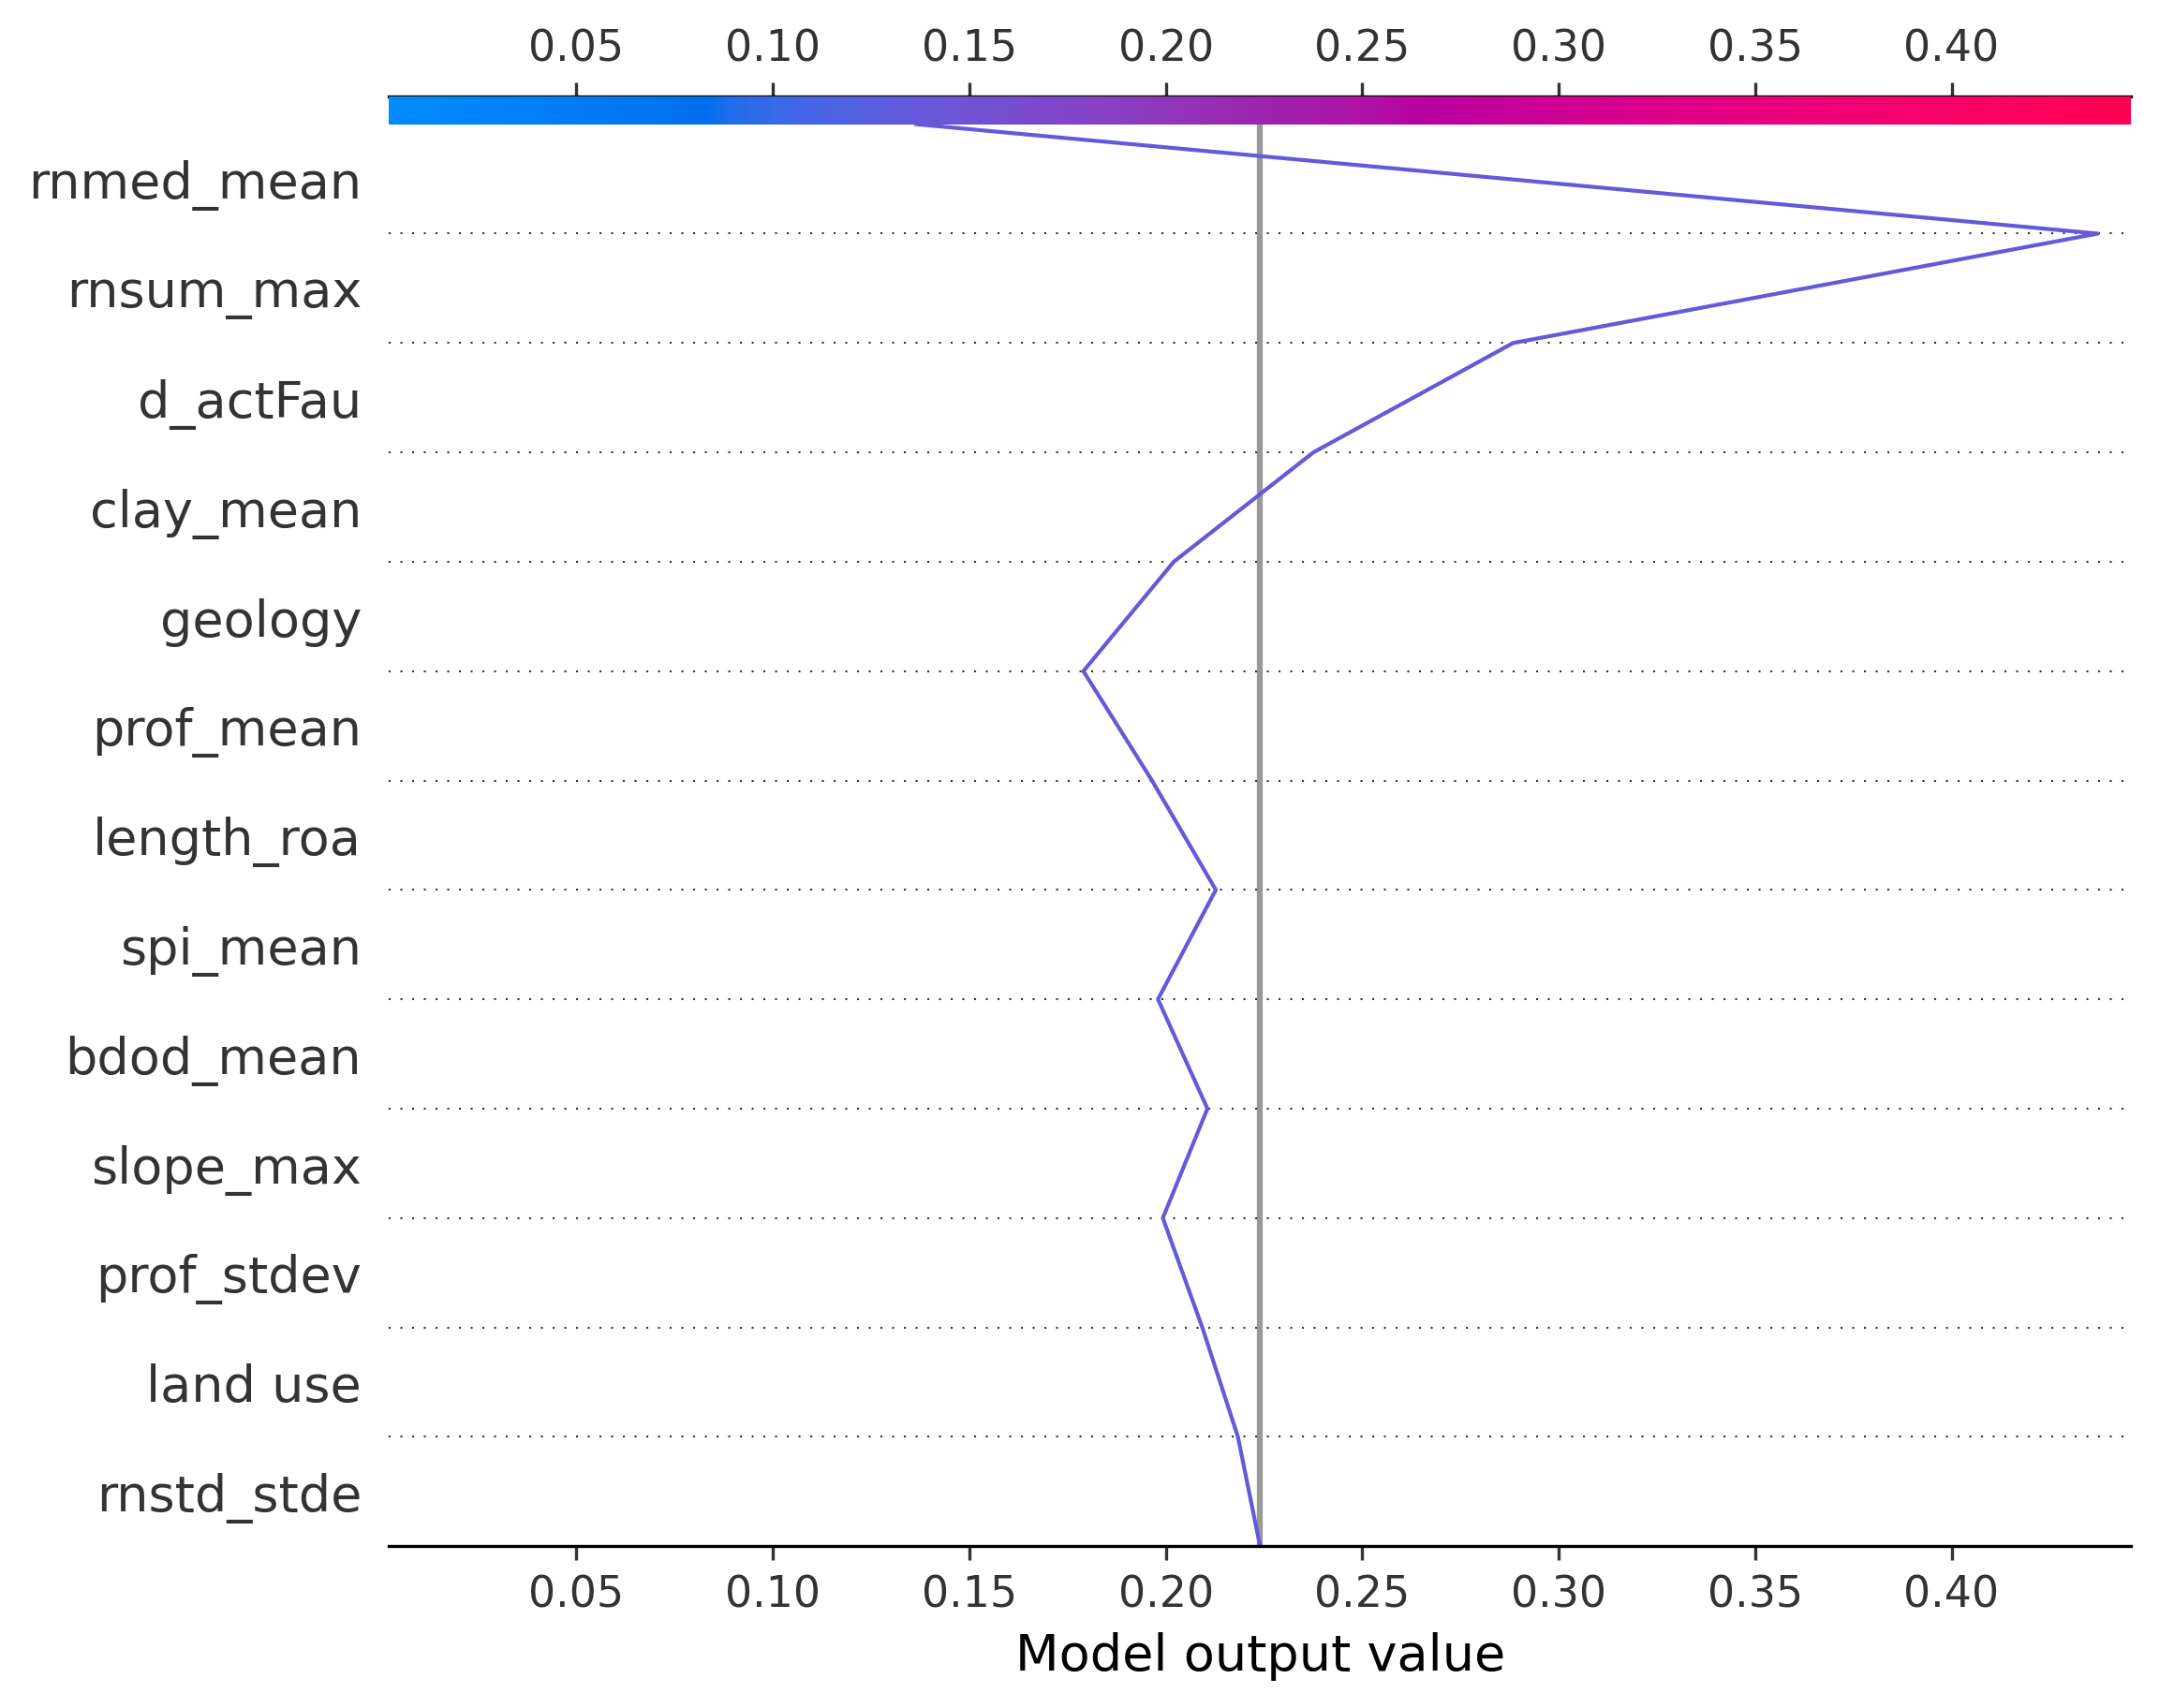 0.05 0.10 0.15 0.20 0.25 0.30 0.35 0.40
rnmed_mean
rnsum_max
d_actFau
clay_mean
geology
prof_mean
length_roa
spi_mean
bdod_mean
slope_max
prof_stdev
land use
rnstd_stde
0.05 0.10 0.15 0.20 0.25 0.30 0.35 0.40
Model output value